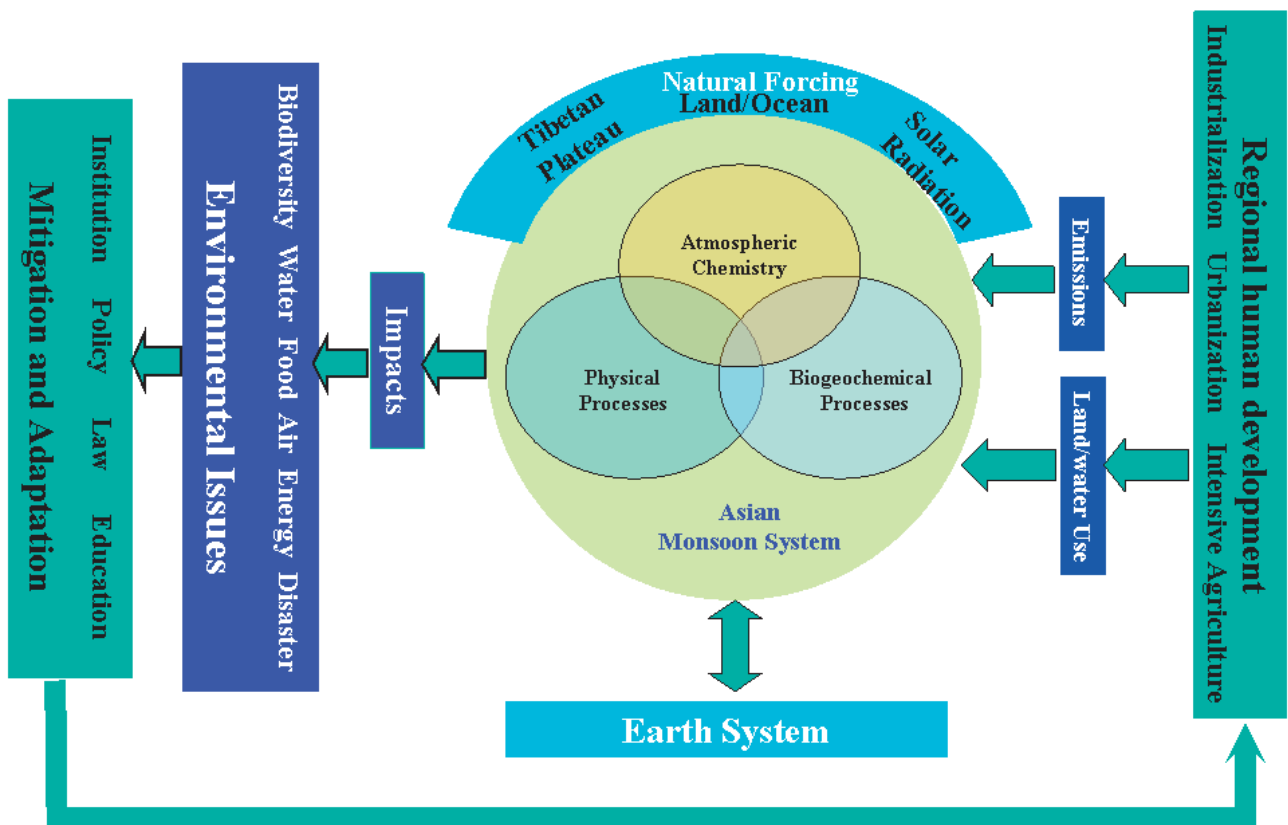 Natural Forcing
Land/Ocean
Tibetan
Plateau
Solar
Radiation
Atmospheric
Chemistry
Physical
Processes
Biogeochemical
Processes
Asian
Monsoon System
Earth System
Impacts
Biodiversity Water Food Air Energy Disaster
Environmental Issues
Institution Policy Law Education
Mitigation and Adaptation
Emissions
Land/water Use
Regional human development
Industrialization Urbanization Intensive Agriculture